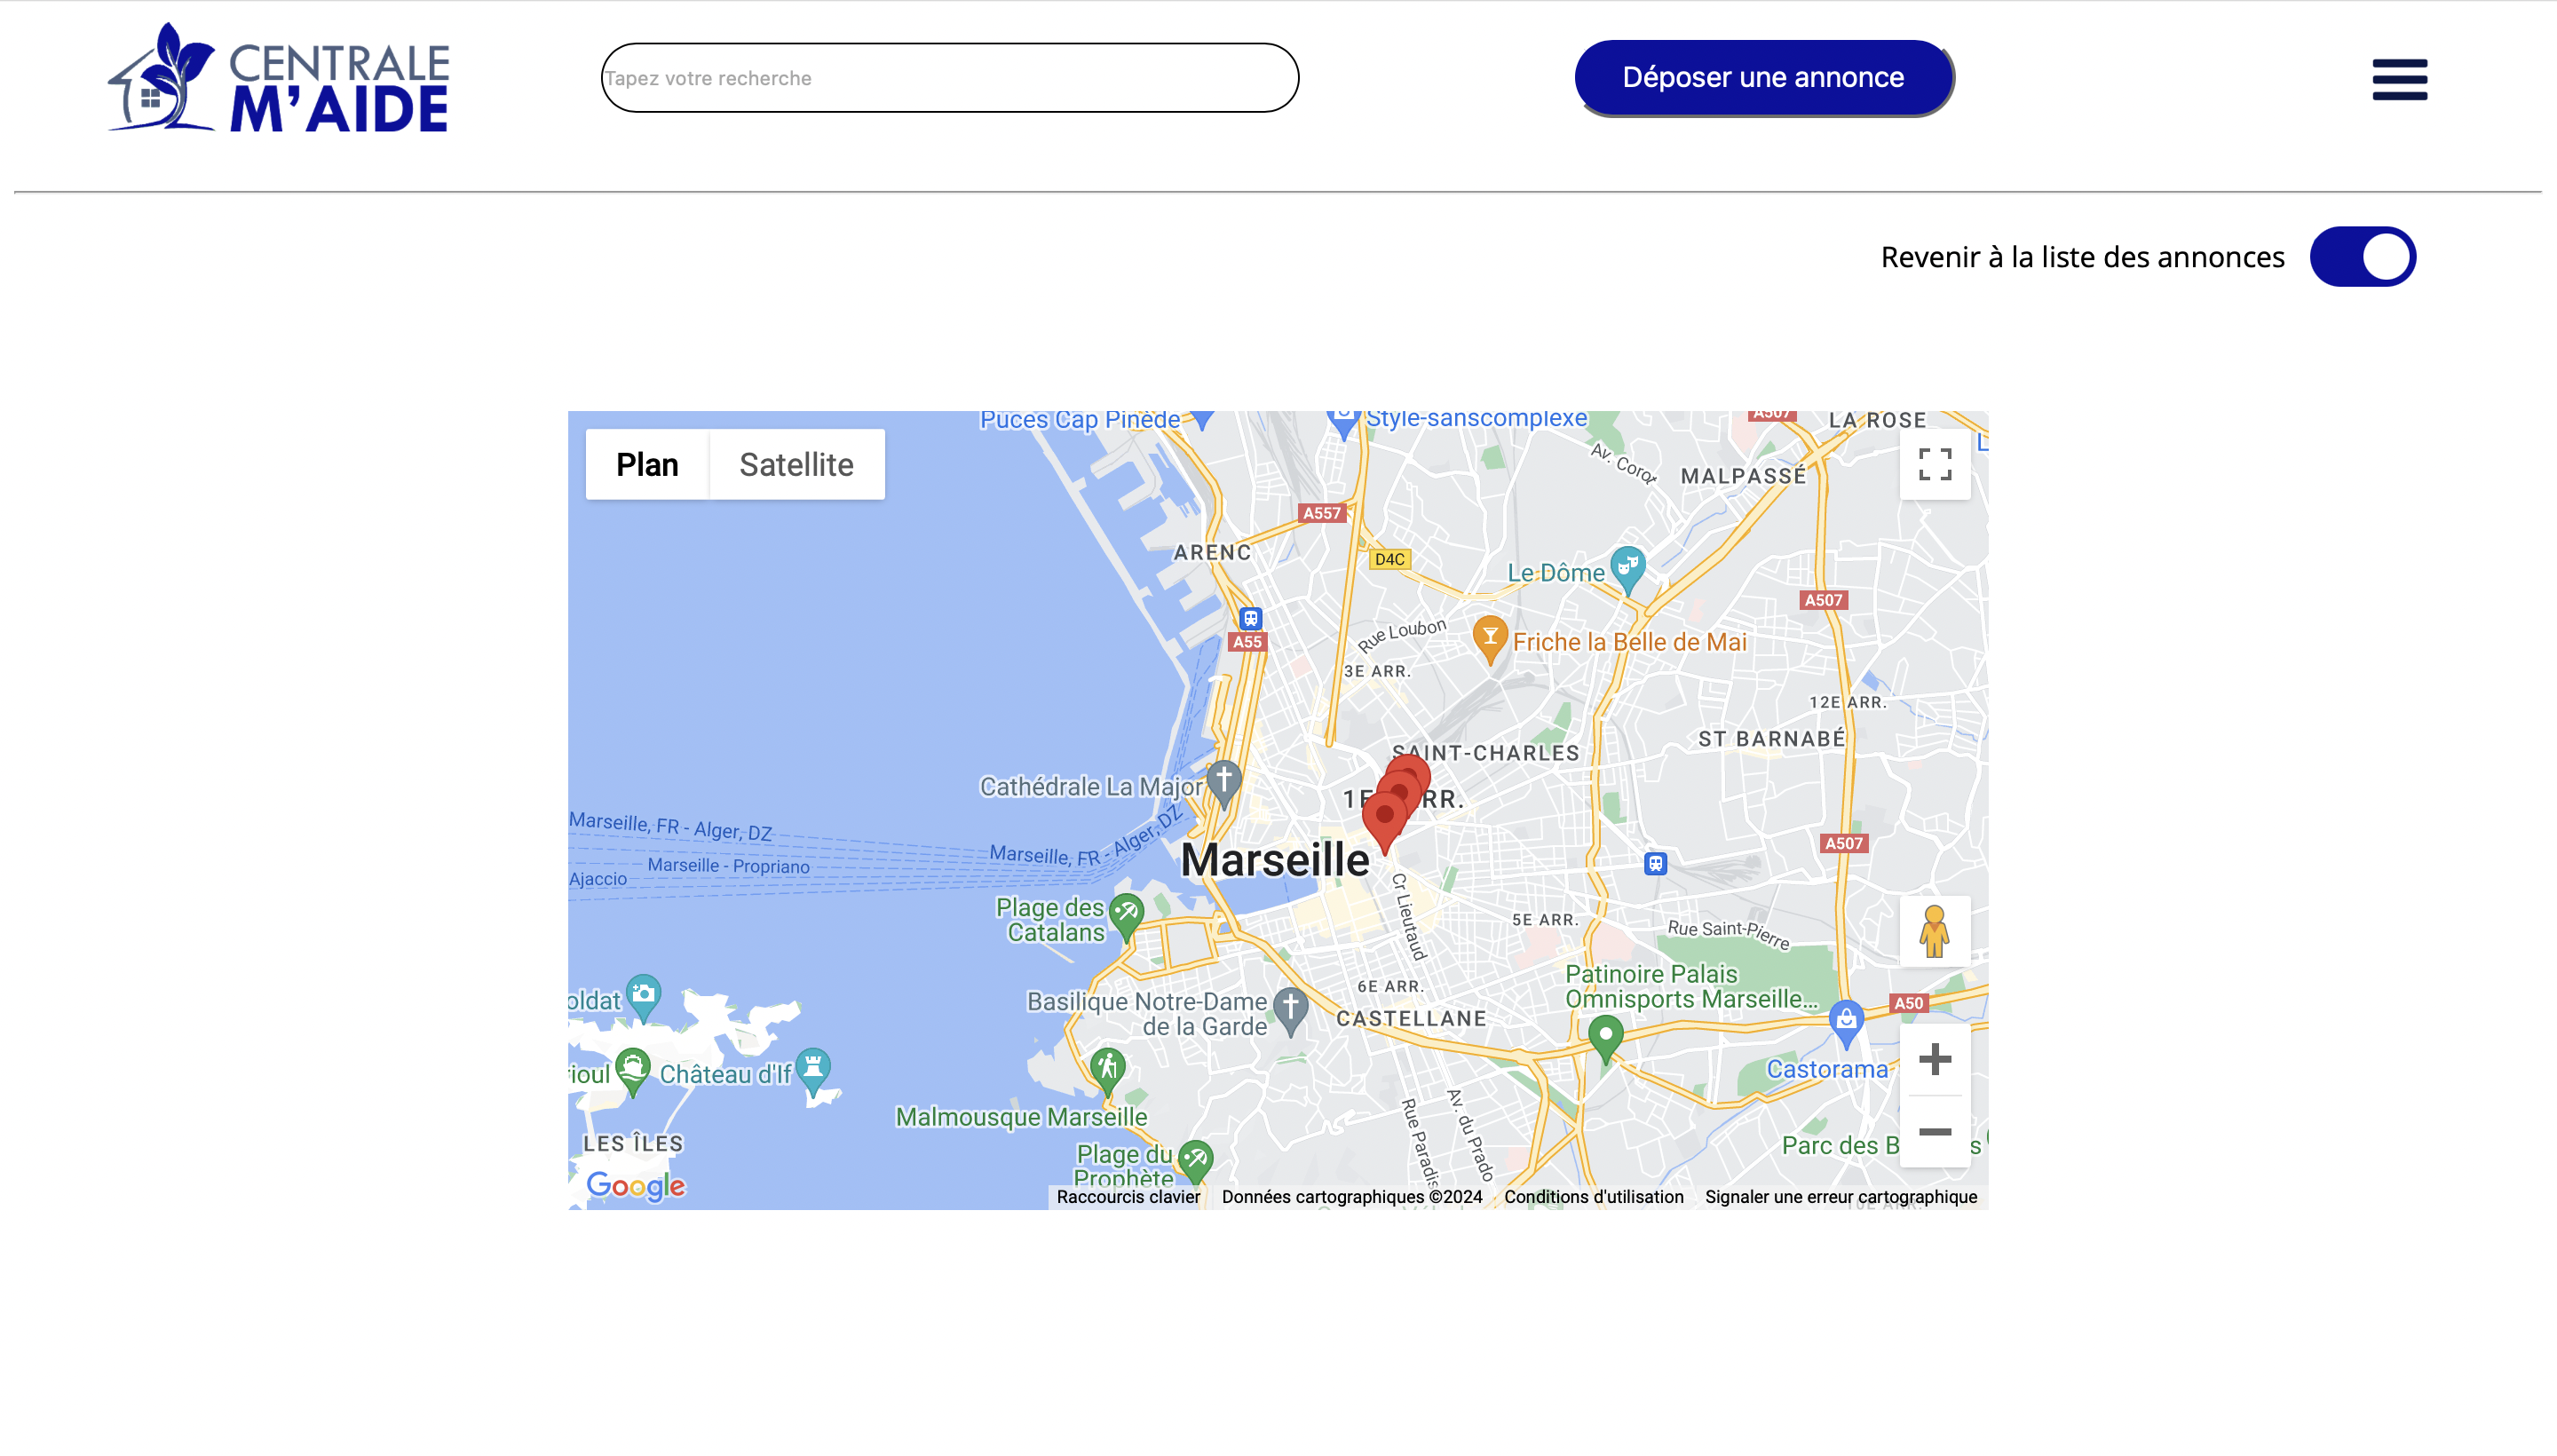 CENTRALE
M'AIDE
Tapez votre recherche
Déposer une annonce
Revenir à la liste des annonces
Puces Cap Pinède
Style-sanscomplexe
A507
LA ROSE
Plan
Satellite
Av. Corot
MALPASSÉ
A557
ARENC
D4C
Le Dôme
A507
A55
Rue Loubon
Friche la Belle de Mai
3E ARR.
12E ARR.
ST BARNABÉ
SAINT-CHARLES
Cathédrale La Major
Marseille, FR - Alger, DZ
Marseille, FR - Alger, DZ
Marseille - Propriano
Ajaccio
Marseille
A507
Cr Lieutaud
Plage des
Catalans
5E ARR.
Rue Saint-Pierre
Patinoire Palais
Omnisports Marseille...
oldat
Basilique Notre-Dame
de la Garde
6E ARR.
CASTELLANE
A50
ioul
Château d'If
Castorama
Malmousque Marseille
Rue Paradis
Av. du Prado
LES ÎLES
Plage du
Prophète
Parc des B
Google
Raccourcis clavier
Données cartographiques ©2024
Conditions d'utilisation
Signaler une erreur cartographique